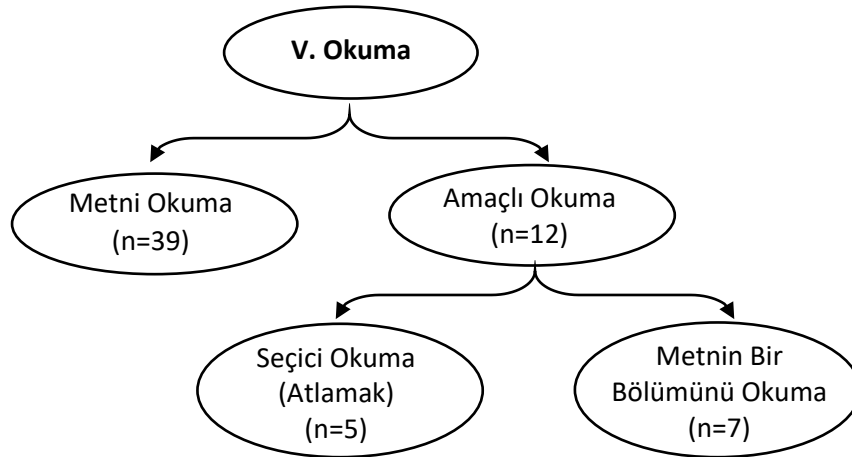 V. Okuma
Metni Okuma
(n=39)
Amaçlı Okuma
(n=12)
Seçici Okuma
(Atlamak)
(n=5)
Metnin Bir
Bölümünü Okuma
(n=7)